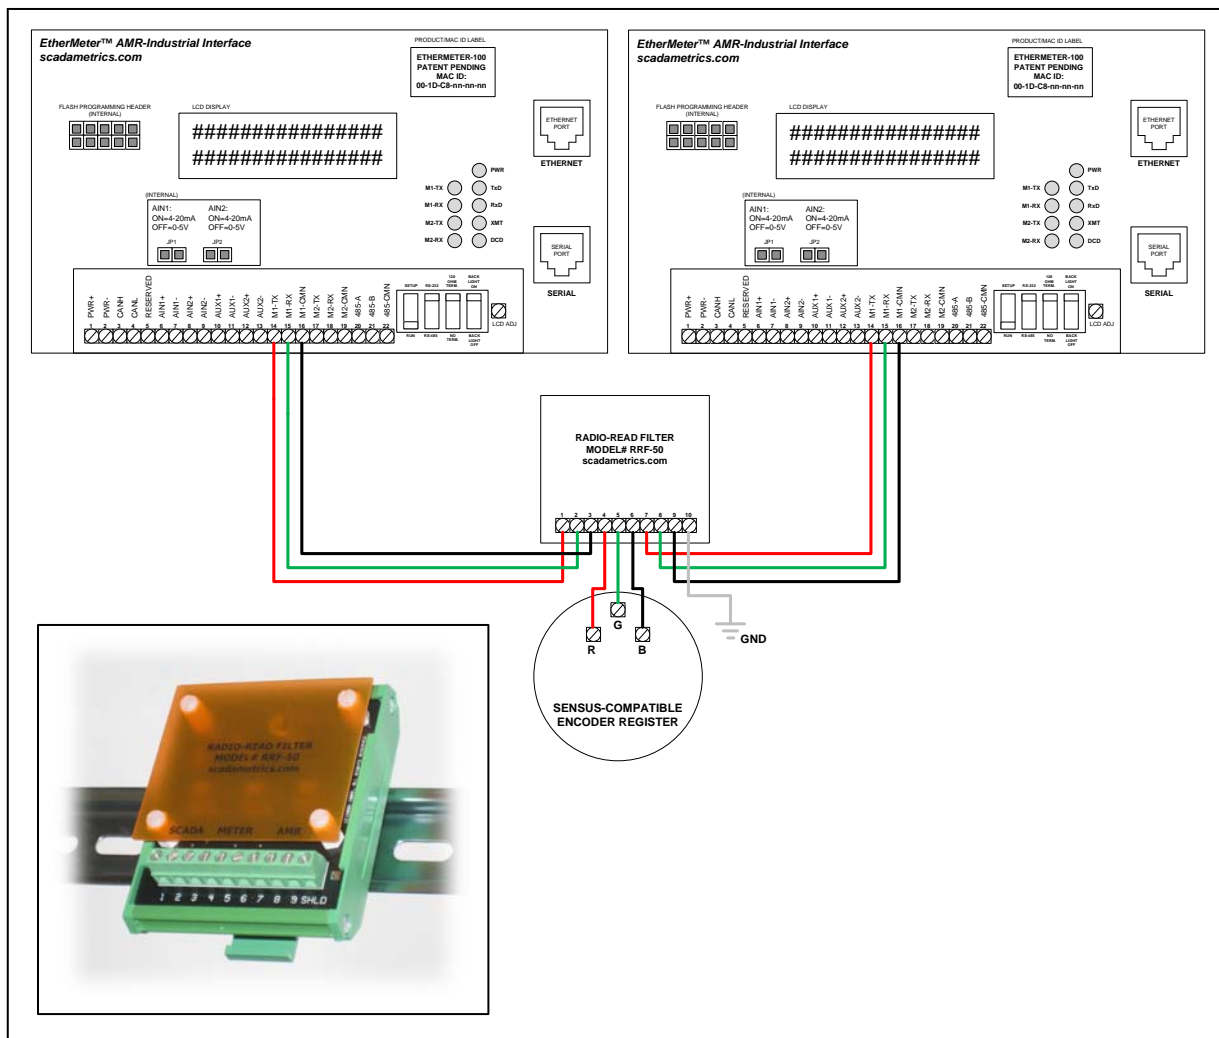 EtherMeter™ AMR-Industrial Interface
scadametrics.com
PRODUCT/MAC ID LABEL
ETHERMETER-100
PATENT PENDING
MAC ID:
00-1D-C8-nn-nn-nn
FLASH PROGRAMMING HEADER
(INTERNAL)
LCD DISPLAY
################
################
ETHERNET
PORT
ETHERNET
PWR
M1-TX TxD
M1-RX RxD
M2-TX XMT
M2-RX DCD
(INTERNAL)
AIN1: AIN2:
ON=4-20mA ON=4-20mA
OFF=0-5V OFF=0-5V
JP1 JP2
SERIAL
PORT
SERIAL
PWR+ PWR- CANH CANL RESERVED AIN1+ AIN1- AIN2+ AIN2- AUX1+ AUX1- AUX2+ AUX2- M1-TX M1-RX M1-CMN M2-TX M2-RX M2-CMN 485-A 485-B 485-CMN
1 2 3 4 5 6 7 8 9 10 11 12 13 14 15 16 17 18 19 20 21 22
SETUP RS-232 120 OHM TERM. BACK LIGHT ON
LCD ADJ
RUN RS-485 NO TERM. BACK LIGHT OFF
EtherMeter™ AMR-Industrial Interface
scadametrics.com
PRODUCT/MAC ID LABEL
ETHERMETER-100
PATENT PENDING
MAC ID:
00-1D-C8-nn-nn-nn
FLASH PROGRAMMING HEADER
(INTERNAL)
LCD DISPLAY
################
################
ETHERNET
PORT
ETHERNET
PWR
M1-TX TxD
M1-RX RxD
M2-TX XMT
M2-RX DCD
(INTERNAL)
AIN1: AIN2:
ON=4-20mA ON=4-20mA
OFF=0-5V OFF=0-5V
JP1 JP2
SERIAL
PORT
SERIAL
PWR+ PWR- CANH CANL RESERVED AIN1+ AIN1- AIN2+ AIN2- AUX1+ AUX1- AUX2+ AUX2- M1-TX M1-RX M1-CMN M2-TX M2-RX M2-CMN 485-A 485-B 485-CMN
1 2 3 4 5 6 7 8 9 10 11 12 13 14 15 16 17 18 19 20 21 22
SETUP RS-232 120 OHM TERM. BACK LIGHT ON
LCD ADJ
RUN RS-485 NO TERM. BACK LIGHT OFF
RADIO-READ FILTER
MODEL# RRF-50
scadametrics.com
1 2 3 4 5 6 7 8 9 10
G
R B
GND
SENSUS-COMPATIBLE
ENCODER REGISTER
RADIO-READ FILTER
MODEL# RRF-50
scadametrics.com
SCADA METER AMR
1 2 3 4 5 6 7 8 9 SHLD